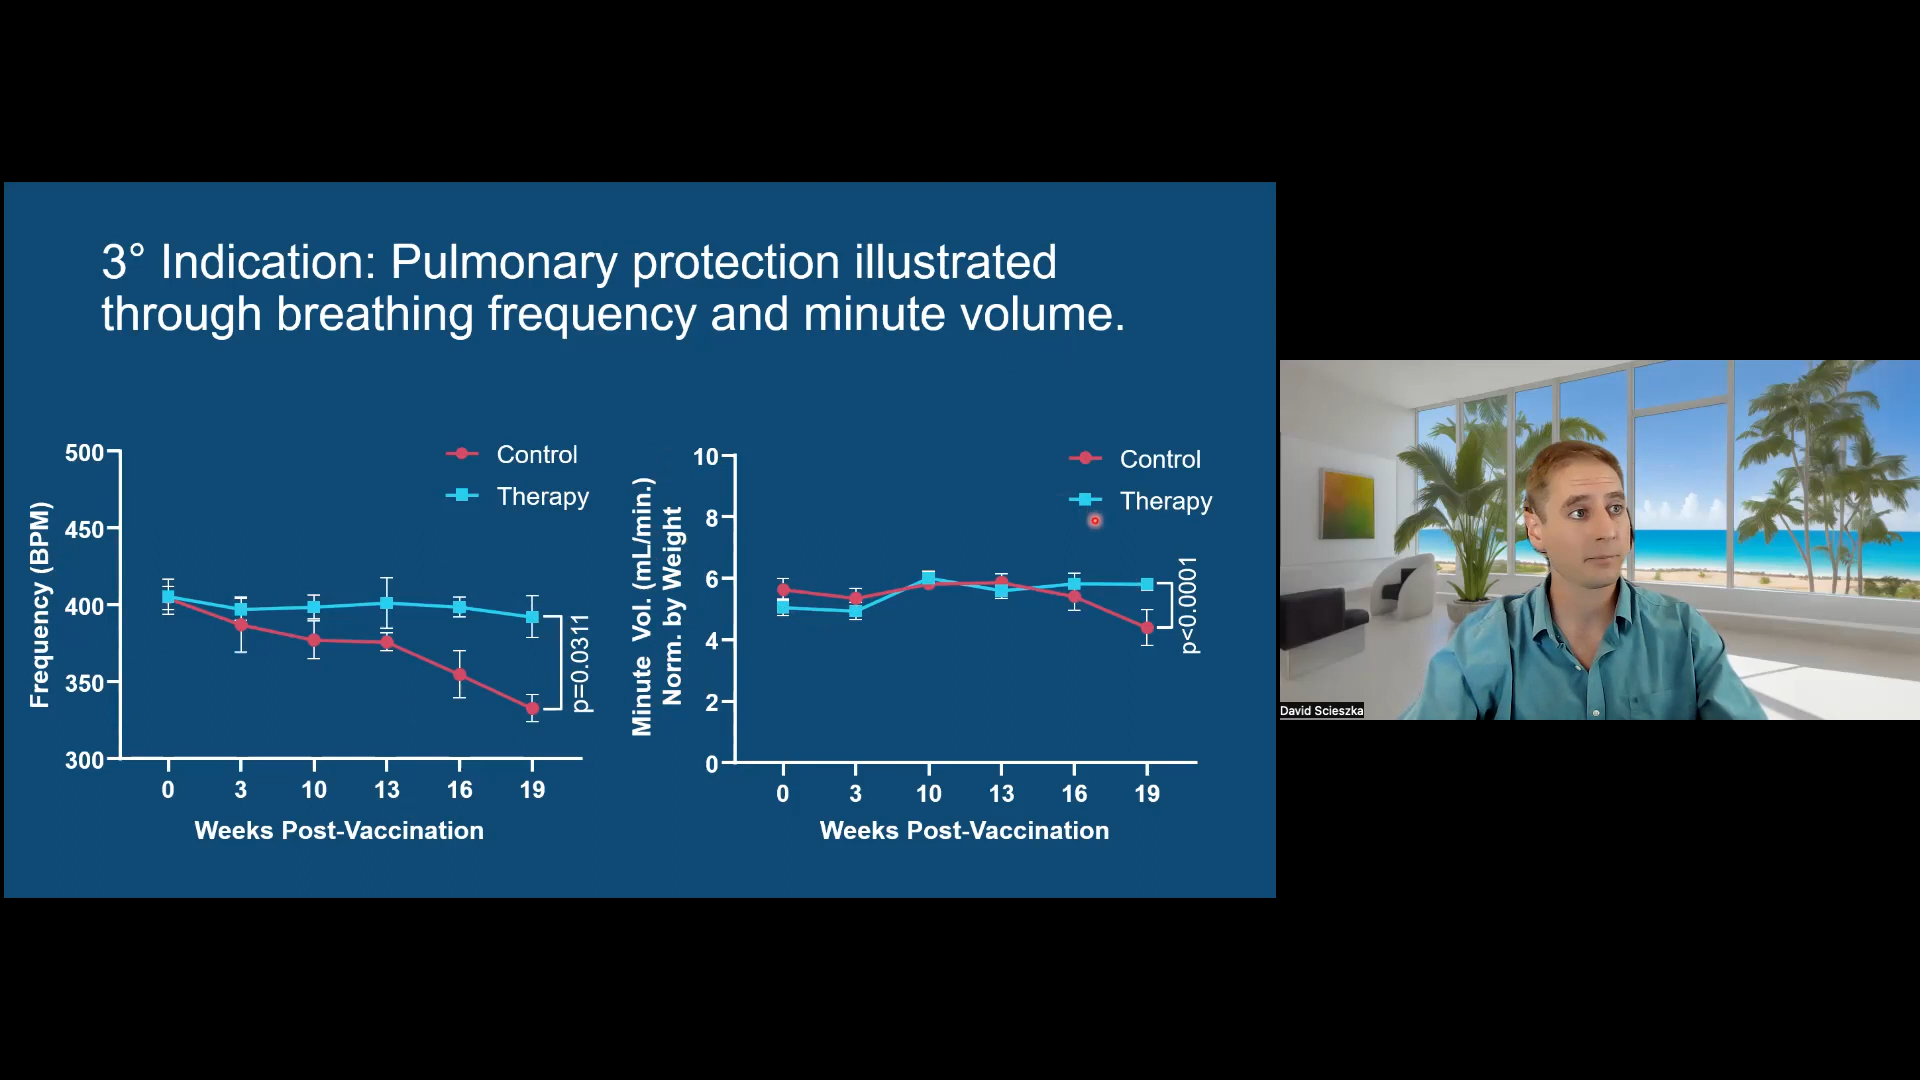 3° Indication: Pulmonary protection illustrated
through breathing frequency and minute volume.
Frequency (BPM)
500
450
400
350
300
0 3 10 13 16 19
Weeks Post-Vaccination
Control
Therapy
p=0.0311
Minute Vol. (mL/min.)
Norm. by Weight
10
8
6
4
2
0
0 3 10 13 16 19
Weeks Post-Vaccination
Control
Therapy
p<0.0001
David Scieszka